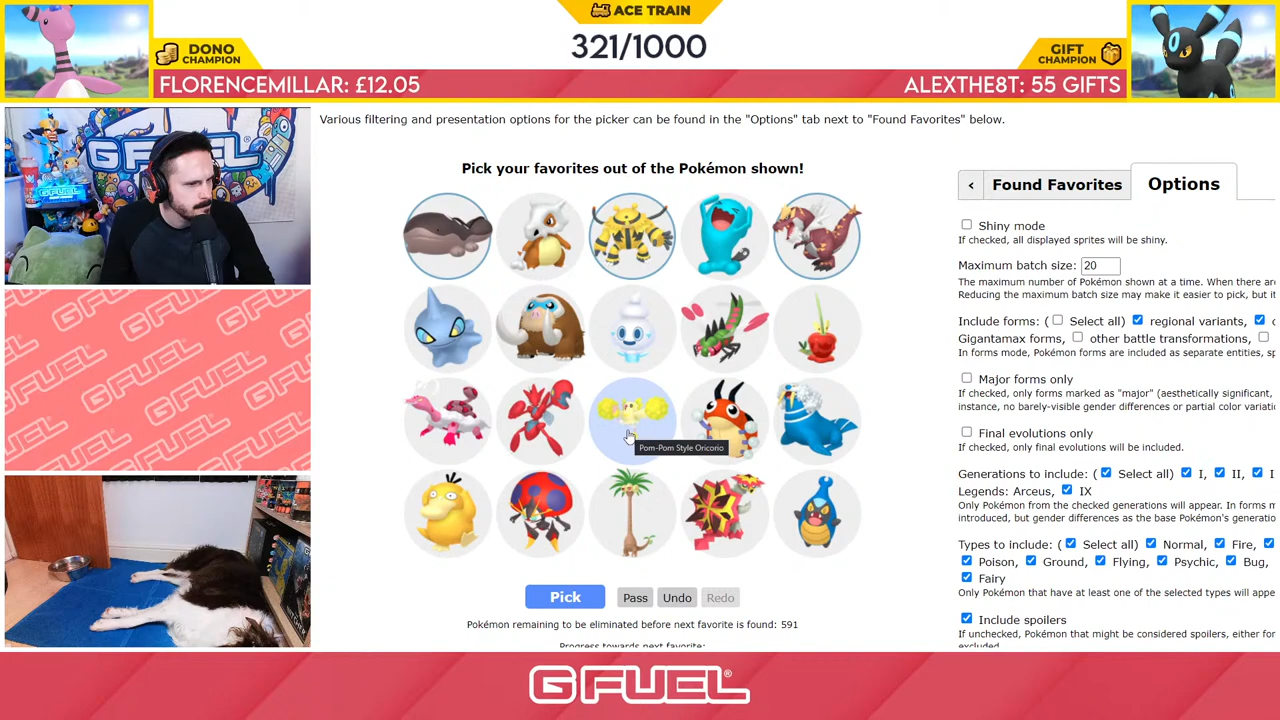 ACE TRAIN
321/1000
DONO
CHAMPION
GIFT
CHAMPION
FLORENCEMILLAR: £12.05
ALEXTHE8T: 55 GIFTS
GFUEL
Various filtering and presentation options for the picker can be found in the "Options" tab next to "Found Favorites" below.
Pick your favorites out of the Pokémon shown!
‹ Found Favorites Options
Shiny mode
If checked, all displayed sprites will be shiny.
Maximum batch size: 20
The maximum number of Pokémon shown at a time. When there are
Reducing the maximum batch size may make it easier to pick, but it
Include forms: ( Select all) regional variants,
Gigantamax forms, other battle transformations,
In forms mode, Pokémon forms are included as separate entities,
Major forms only
If checked, only forms marked as "major" (aesthetically significant,
instance, no barely-visible gender differences or partial color
Final evolutions only
If checked, only final evolutions will be included.
Generations to include: ( Select all) I, II,
Legends: Arceus, IX
Only Pokémon from the checked generations will appear. In forms
introduced, but gender differences as the base Pokémon's
Types to include: ( Select all) Normal, Fire,
Poison, Ground, Flying, Psychic, Bug,
Fairy
Only Pokémon that have at least one of the selected types will
Include spoilers
If unchecked, Pokémon that might be considered spoilers, either
excluded.
Pom-Pom Style Oricorio
Pick Pass Undo Redo
Pokémon remaining to be eliminated before next favorite is found: 591
Progress towards next favorite:
G FUEL
G FUEL
G FUEL
G FUEL
G FUEL®